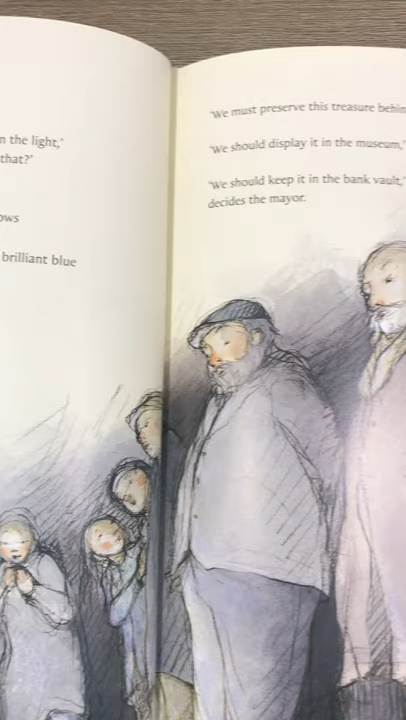 n the light,’
that?’
ows
brilliant blue
‘We must preserve this treasure behin
‘We should display it in the museum,’
‘We should keep it in the bank vault,’
decides the mayor.